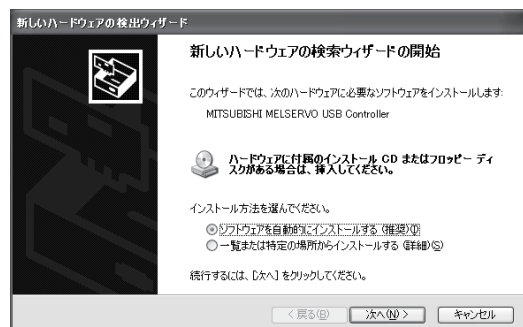 新しいハードウェアの検出ウィザード
新しいハードウェアの検索ウィザードの開始
このウィザードでは、次のハードウェアに必要なソフトウェアをインストールします:
MITSUBISHI MELSERVO USB Controller
ハードウェアに付属のインストール CD またはフロッピー ディ
スクがある場合は、挿入してください。
インストール方法を選んでください。
ソフトウェアを自動的にインストールする (推奨)(I)
一覧または特定の場所からインストールする (詳細)(S)
続行するには、[次へ] をクリックしてください。
< 戻る(B) 次へ(N) > キャンセル